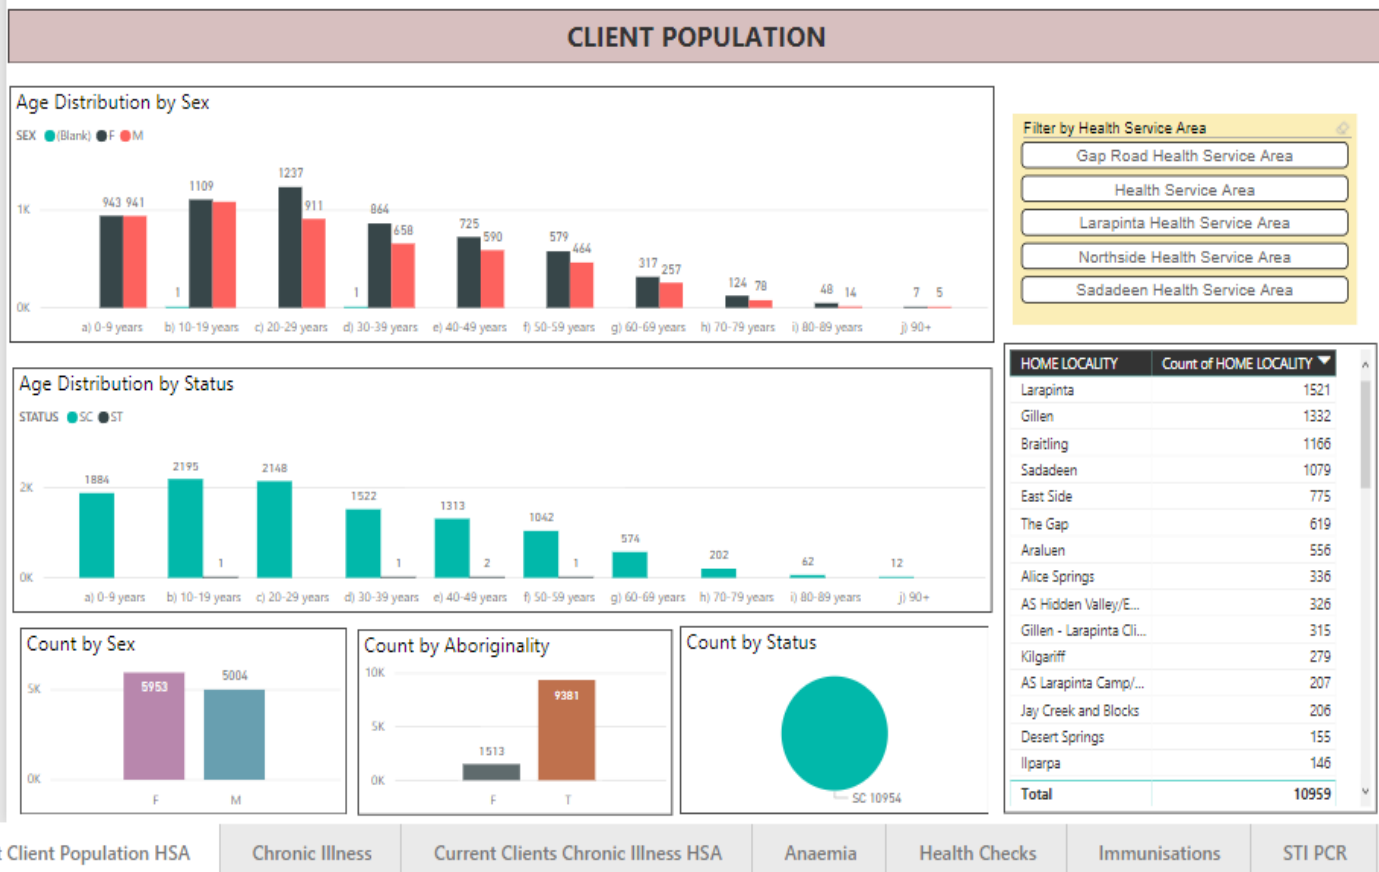 CLIENT POPULATION
Age Distribution by Sex
SEX (Blank) F M
1K
0K
943 941
1 1109
1237 911
1 864 658
725 590
579 464
317 257
124 78
48 14
7 5
a) 0-9 years b) 10-19 years c) 20-29 years d) 30-39 years e) 40-49 years f) 50-59 years g) 60-69 years h) 70-79 years i) 80-89 years j) 90+
Filter by Health Service Area
Gap Road Health Service Area
Health Service Area
Larapinta Health Service Area
Northside Health Service Area
Sadadeen Health Service Area
Age Distribution by Status
STATUS SC ST
2K
0K
1884
2195 1
2148
1522 1
1313 2
1042 1
574
202
62
12
a) 0-9 years b) 10-19 years c) 20-29 years d) 30-39 years e) 40-49 years f) 50-59 years g) 60-69 years h) 70-79 years i) 80-89 years j) 90+
HOME LOCALITY Count of HOME LOCALITY
Larapinta 1521
Gillen 1332
Braitling 1166
Sadadeen 1079
East Side 775
The Gap 619
Araluen 556
Alice Springs 336
AS Hidden Valley/E... 326
Gillen - Larapinta Cli... 315
Kilgariff 279
AS Larapinta Camp/... 207
Jay Creek and Blocks 206
Desert Springs 155
Ilparpa 146
Total 10959
Count by Sex
5K
0K
5953 5004
F M
Count by Aboriginality
10K
5K
0K
1513 9381
F T
Count by Status
SC 10954
t Client Population HSA Chronic Illness Current Clients Chronic Illness HSA Anaemia Health Checks Immunisations STI PCR